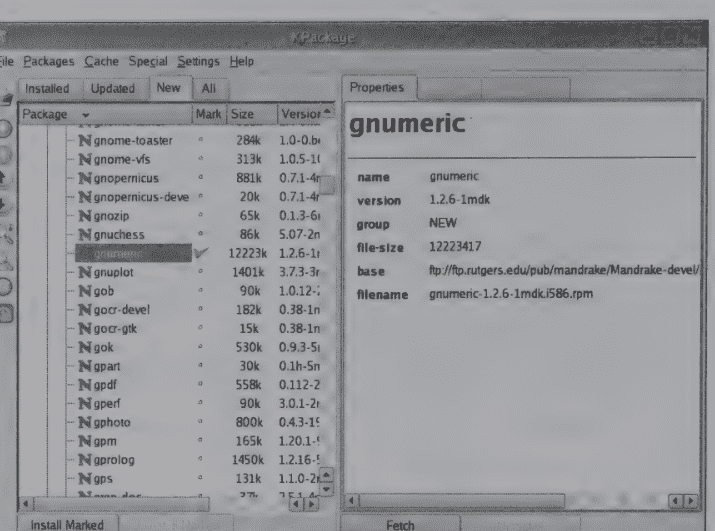 KPackage
File Packages Cache Special Settings Help
Installed Updated New All
Package Mark Size Version
gnome-toaster 284k 1.0-0.b
gnome-vfs 313k 1.0.5-1
gnopernicus 881k 0.7.1-4
gnopernicus-deve 20k 0.7.1-4
gnozip 65k 0.1.3-6
gnuchess 86k 5.07-2
gnumeric 12223k 1.2.6-1
gnuplot 1401k 3.7.3-3
gob 90k 1.0.12-
gocr-devel 182k 0.38-1
gocr-gtk 15k 0.38-1
gok 530k 0.9.3-5
gpart 30k 0.1h-5
gpdf 558k 0.112-2
gperf 90k 3.0.1-2
gphoto 800k 0.4.3-1
gpm 165k 1.20.1-
gprolog 1450k 1.2.16-
gps 131k 1.1.0-2
Install Marked
Properties
gnumeric
name gnumeric
version 1.2.6-1mdk
group NEW
file-size 12223417
base ftp://ftp.rutgers.edu/pub/mandrake/Mandrake-devel/
filename gnumeric-1.2.6-1mdk.i586.rpm
Fetch